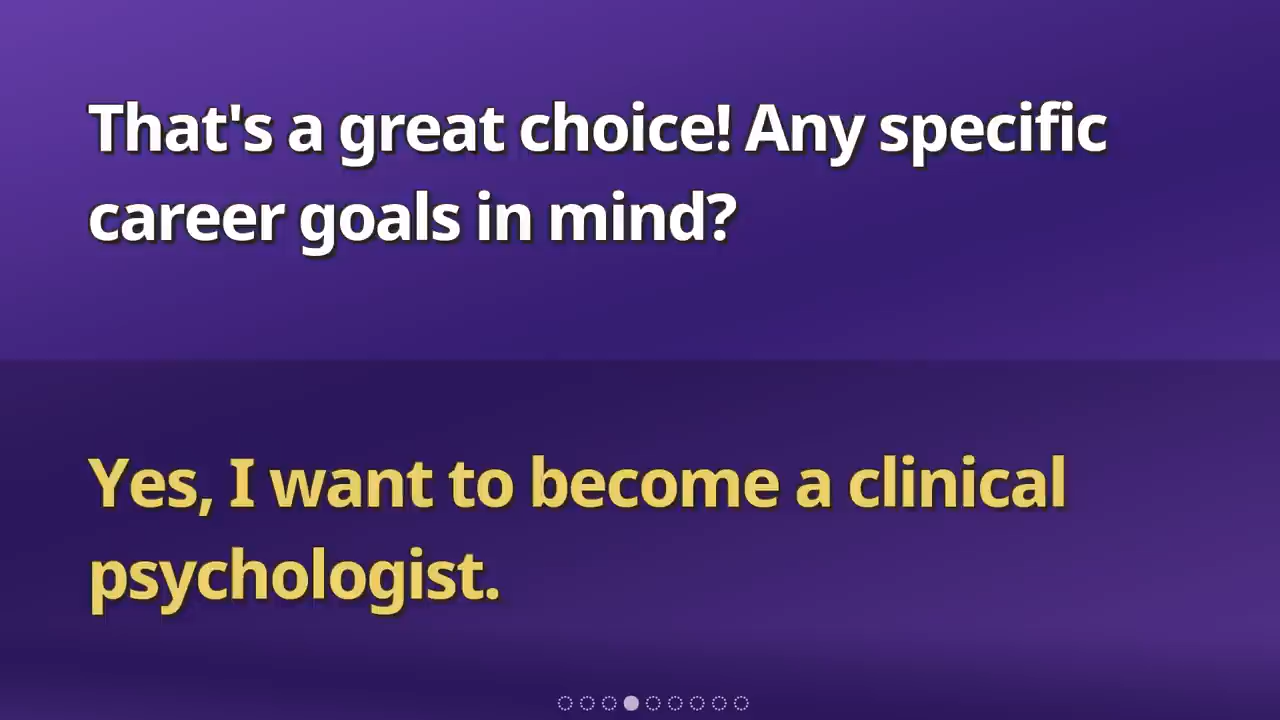 That's a great choice! Any specific
career goals in mind?
Yes, I want to become a clinical
psychologist.